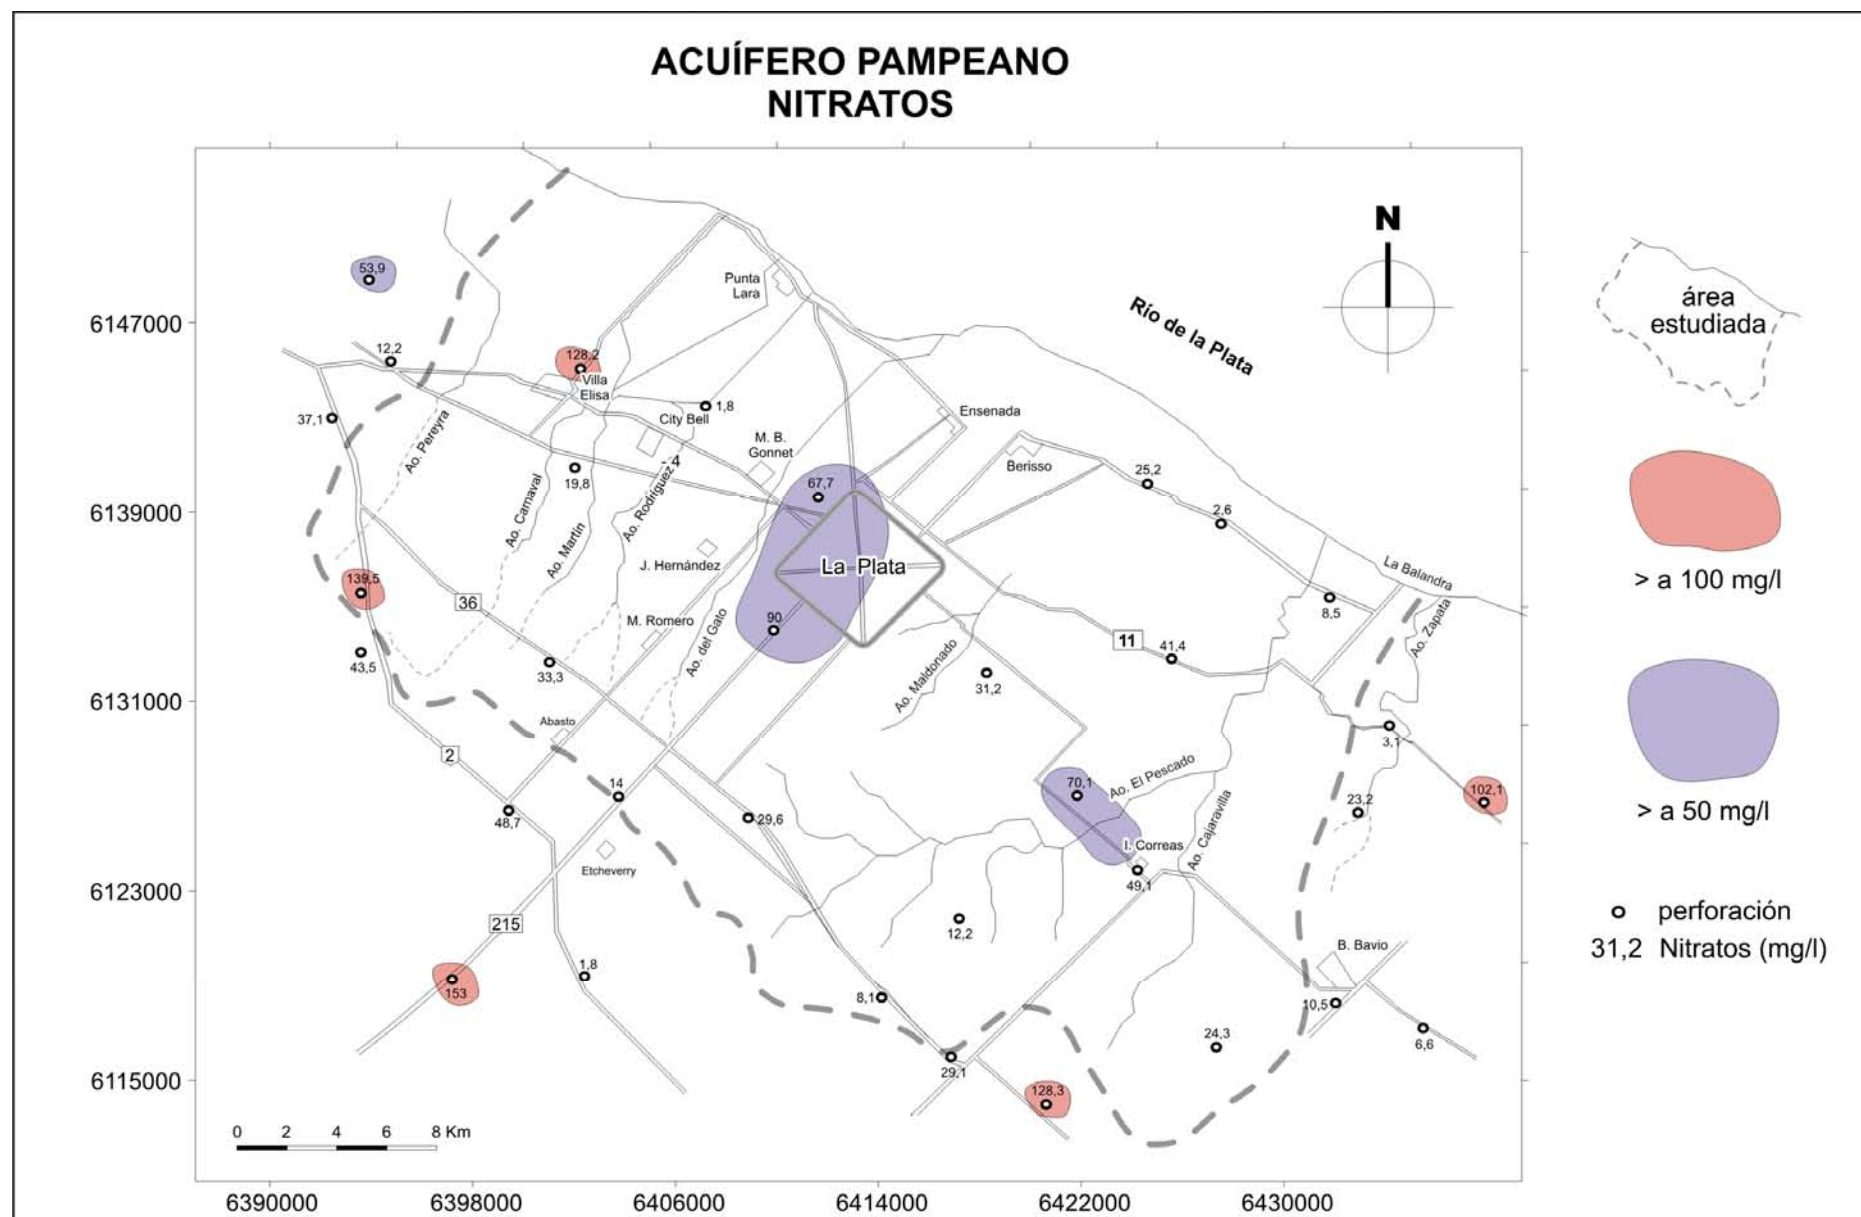 ACUÍFERO PAMPEANO
NITRATOS
N
Río de la Plata
53,9
Punta
Lara
6147000
12,2
128,2
Villa
Elisa
37,1
City Bell
1,8
Ensenada
M. B.
Gonnet
Ao. Pereyra
Berisso
19,8
Ao. Carnaval
Ao. Martín
Ao. Rodríguez
67,7
25,2
6139000
2,6
La Plata
J. Hernández
La Balandra
139,5
36
M. Romero
90
Ao. del Gato
8,5
Ao. Zapata
11
41,4
43,5
33,3
Ao. Maldonado
31,2
6131000
Abasto
2
3,1
14
70,1
Ao. El Pescado
Ao. Cajaravilla
102,1
48,7
29,6
23,2
I. Correas
Etcheverry
49,1
6123000
215
12,2
B. Bavio
153
1,8
8,1
10,5
24,3
6,6
29,1
6115000
128,3
0 2 4 6 8 Km
6390000 6398000 6406000 6414000 6422000 6430000
área
estudiada
> a 100 mg/l
> a 50 mg/l
perforación
31,2 Nitratos (mg/l)